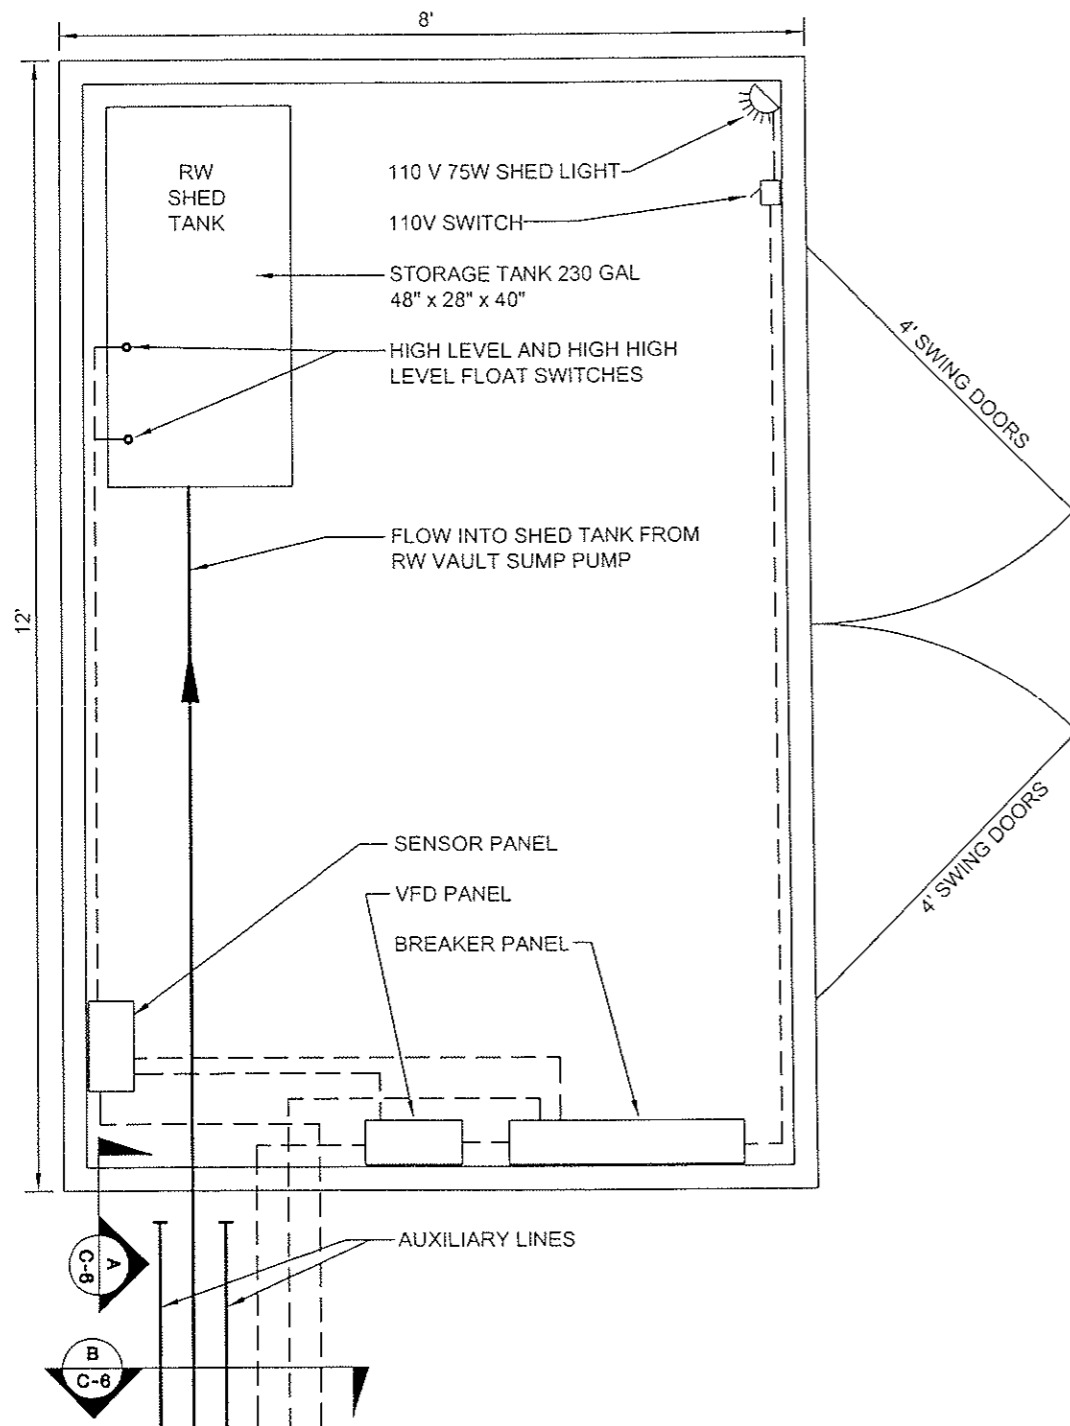 8'
RW
SHED
TANK
110 V 75W SHED LIGHT
110V SWITCH
STORAGE TANK 230 GAL
48" x 28" x 40"
HIGH LEVEL AND HIGH HIGH
LEVEL FLOAT SWITCHES
4' SWING DOORS
FLOW INTO SHED TANK FROM
RW VAULT SUMP PUMP
12'
4' SWING DOORS
SENSOR PANEL
VFD PANEL
BREAKER PANEL
AUXILIARY LINES
A
C-6
B
C-6